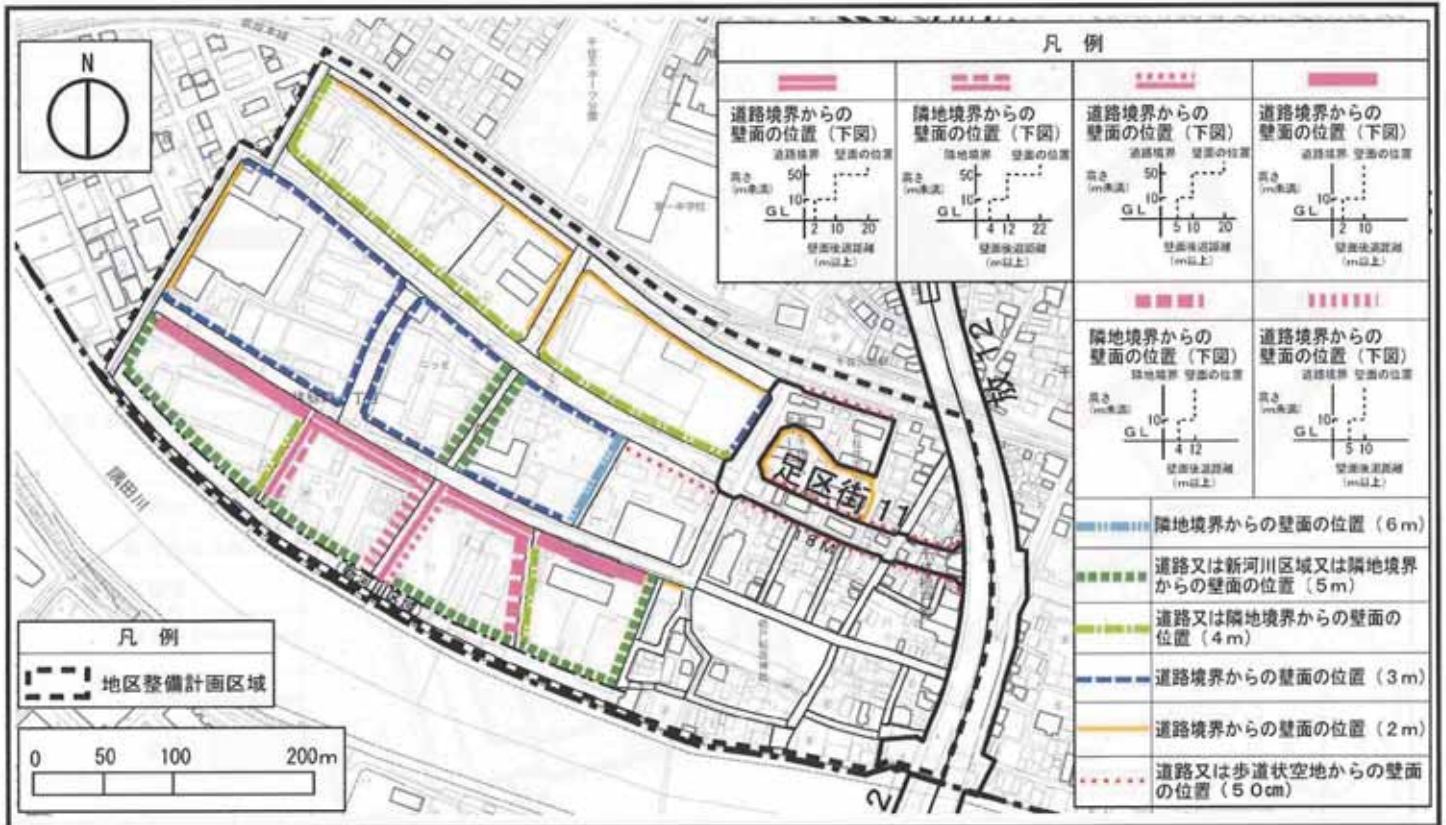 N
凡 例
道路境界からの
壁面の位置（下図）
道路境界 壁面の位置
高さ
(m未満)
50
10
GL
2 10 20
壁面後退距離
(m以上)
隣地境界からの
壁面の位置（下図）
隣地境界 壁面の位置
高さ
(m未満)
50
10
GL
4 12 22
壁面後退距離
(m以上)
道路境界からの
壁面の位置（下図）
道路境界 壁面の位置
高さ
(m未満)
50
10
GL
5 10 20
壁面後退距離
(m以上)
道路境界からの
壁面の位置（下図）
道路境界 壁面の位置
高さ
(m未満)
10
GL
2 10
壁面後退距離
(m以上)
隣地境界からの
壁面の位置（下図）
隣地境界 壁面の位置
高さ
(m未満)
10
GL
4 12
壁面後退距離
(m以上)
道路境界からの
壁面の位置（下図）
道路境界 壁面の位置
高さ
(m未満)
10
GL
5 10
壁面後退距離
(m以上)
隣地境界からの壁面の位置（6m）
道路又は新河川区域又は隣地境界
からの壁面の位置（5m）
道路又は隣地境界からの壁面の
位置（4m）
道路境界からの壁面の位置（3m）
道路境界からの壁面の位置（2m）
道路又は歩道状空地からの壁面
の位置（50cm）
千住スポーツ公園
第一中学校
ニッピ
足区街 11
18M
隅田川
凡 例
地区整備計画区域
0 50 100 200m